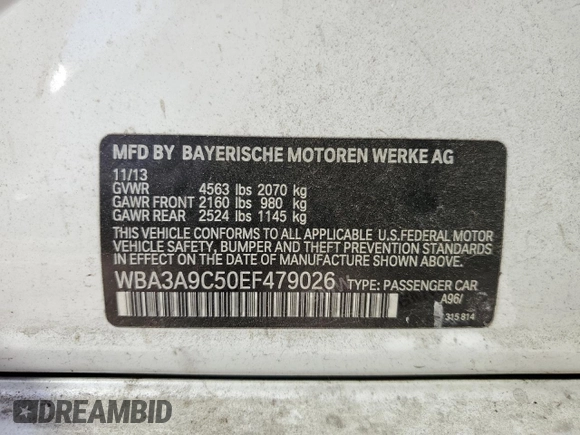 MFD BY BAYERISCHE MOTOREN WERKE AG
11/13
GVWR 4563 lbs 2070 kg
GAWR FRONT 2160 lbs 980 kg
GAWR REAR 2524 lbs 1145 kg
THIS VEHICLE CONFORMS TO ALL APPLICABLE U.S.FEDERAL MOTOR
VEHICLE SAFETY, BUMPER AND THEFT PREVENTION STANDARDS
IN EFFECT ON THE DATE OF MANUFACTURE SHOWN ABOVE.
WBA3A9C50EF479026 TYPE: PASSENGER CAR
A96/
315 814
DREAMBID